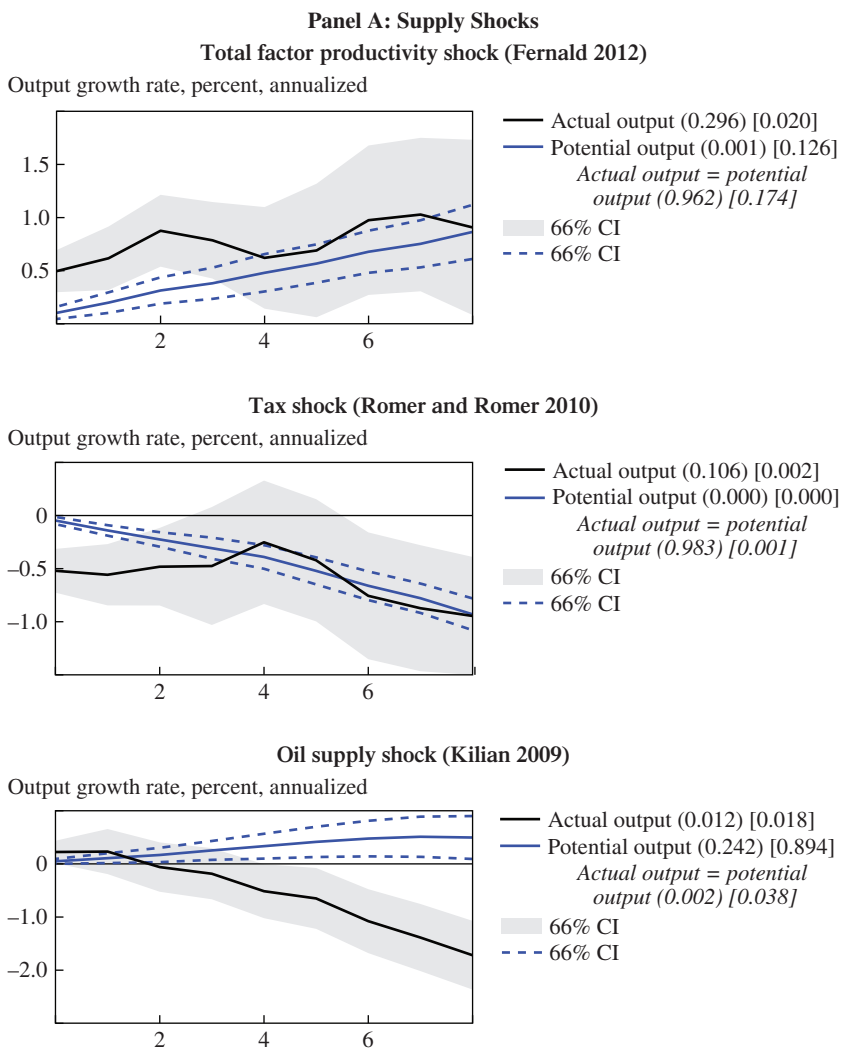 Panel A: Supply Shocks
Total factor productivity shock (Fernald 2012)
Output growth rate, percent, annualized
1.5
1.0
0.5
2
4
6
Actual output (0.296) [0.020]
Potential output (0.001) [0.126]
Actual output = potential
output (0.962) [0.174]
66% CI
66% CI
Tax shock (Romer and Romer 2010)
Output growth rate, percent, annualized
0
–0.5
–1.0
2
4
6
Actual output (0.106) [0.002]
Potential output (0.000) [0.000]
Actual output = potential
output (0.983) [0.001]
66% CI
66% CI
Oil supply shock (Kilian 2009)
Output growth rate, percent, annualized
0
–1.0
–2.0
2
4
6
Actual output (0.012) [0.018]
Potential output (0.242) [0.894]
Actual output = potential
output (0.002) [0.038]
66% CI
66% CI